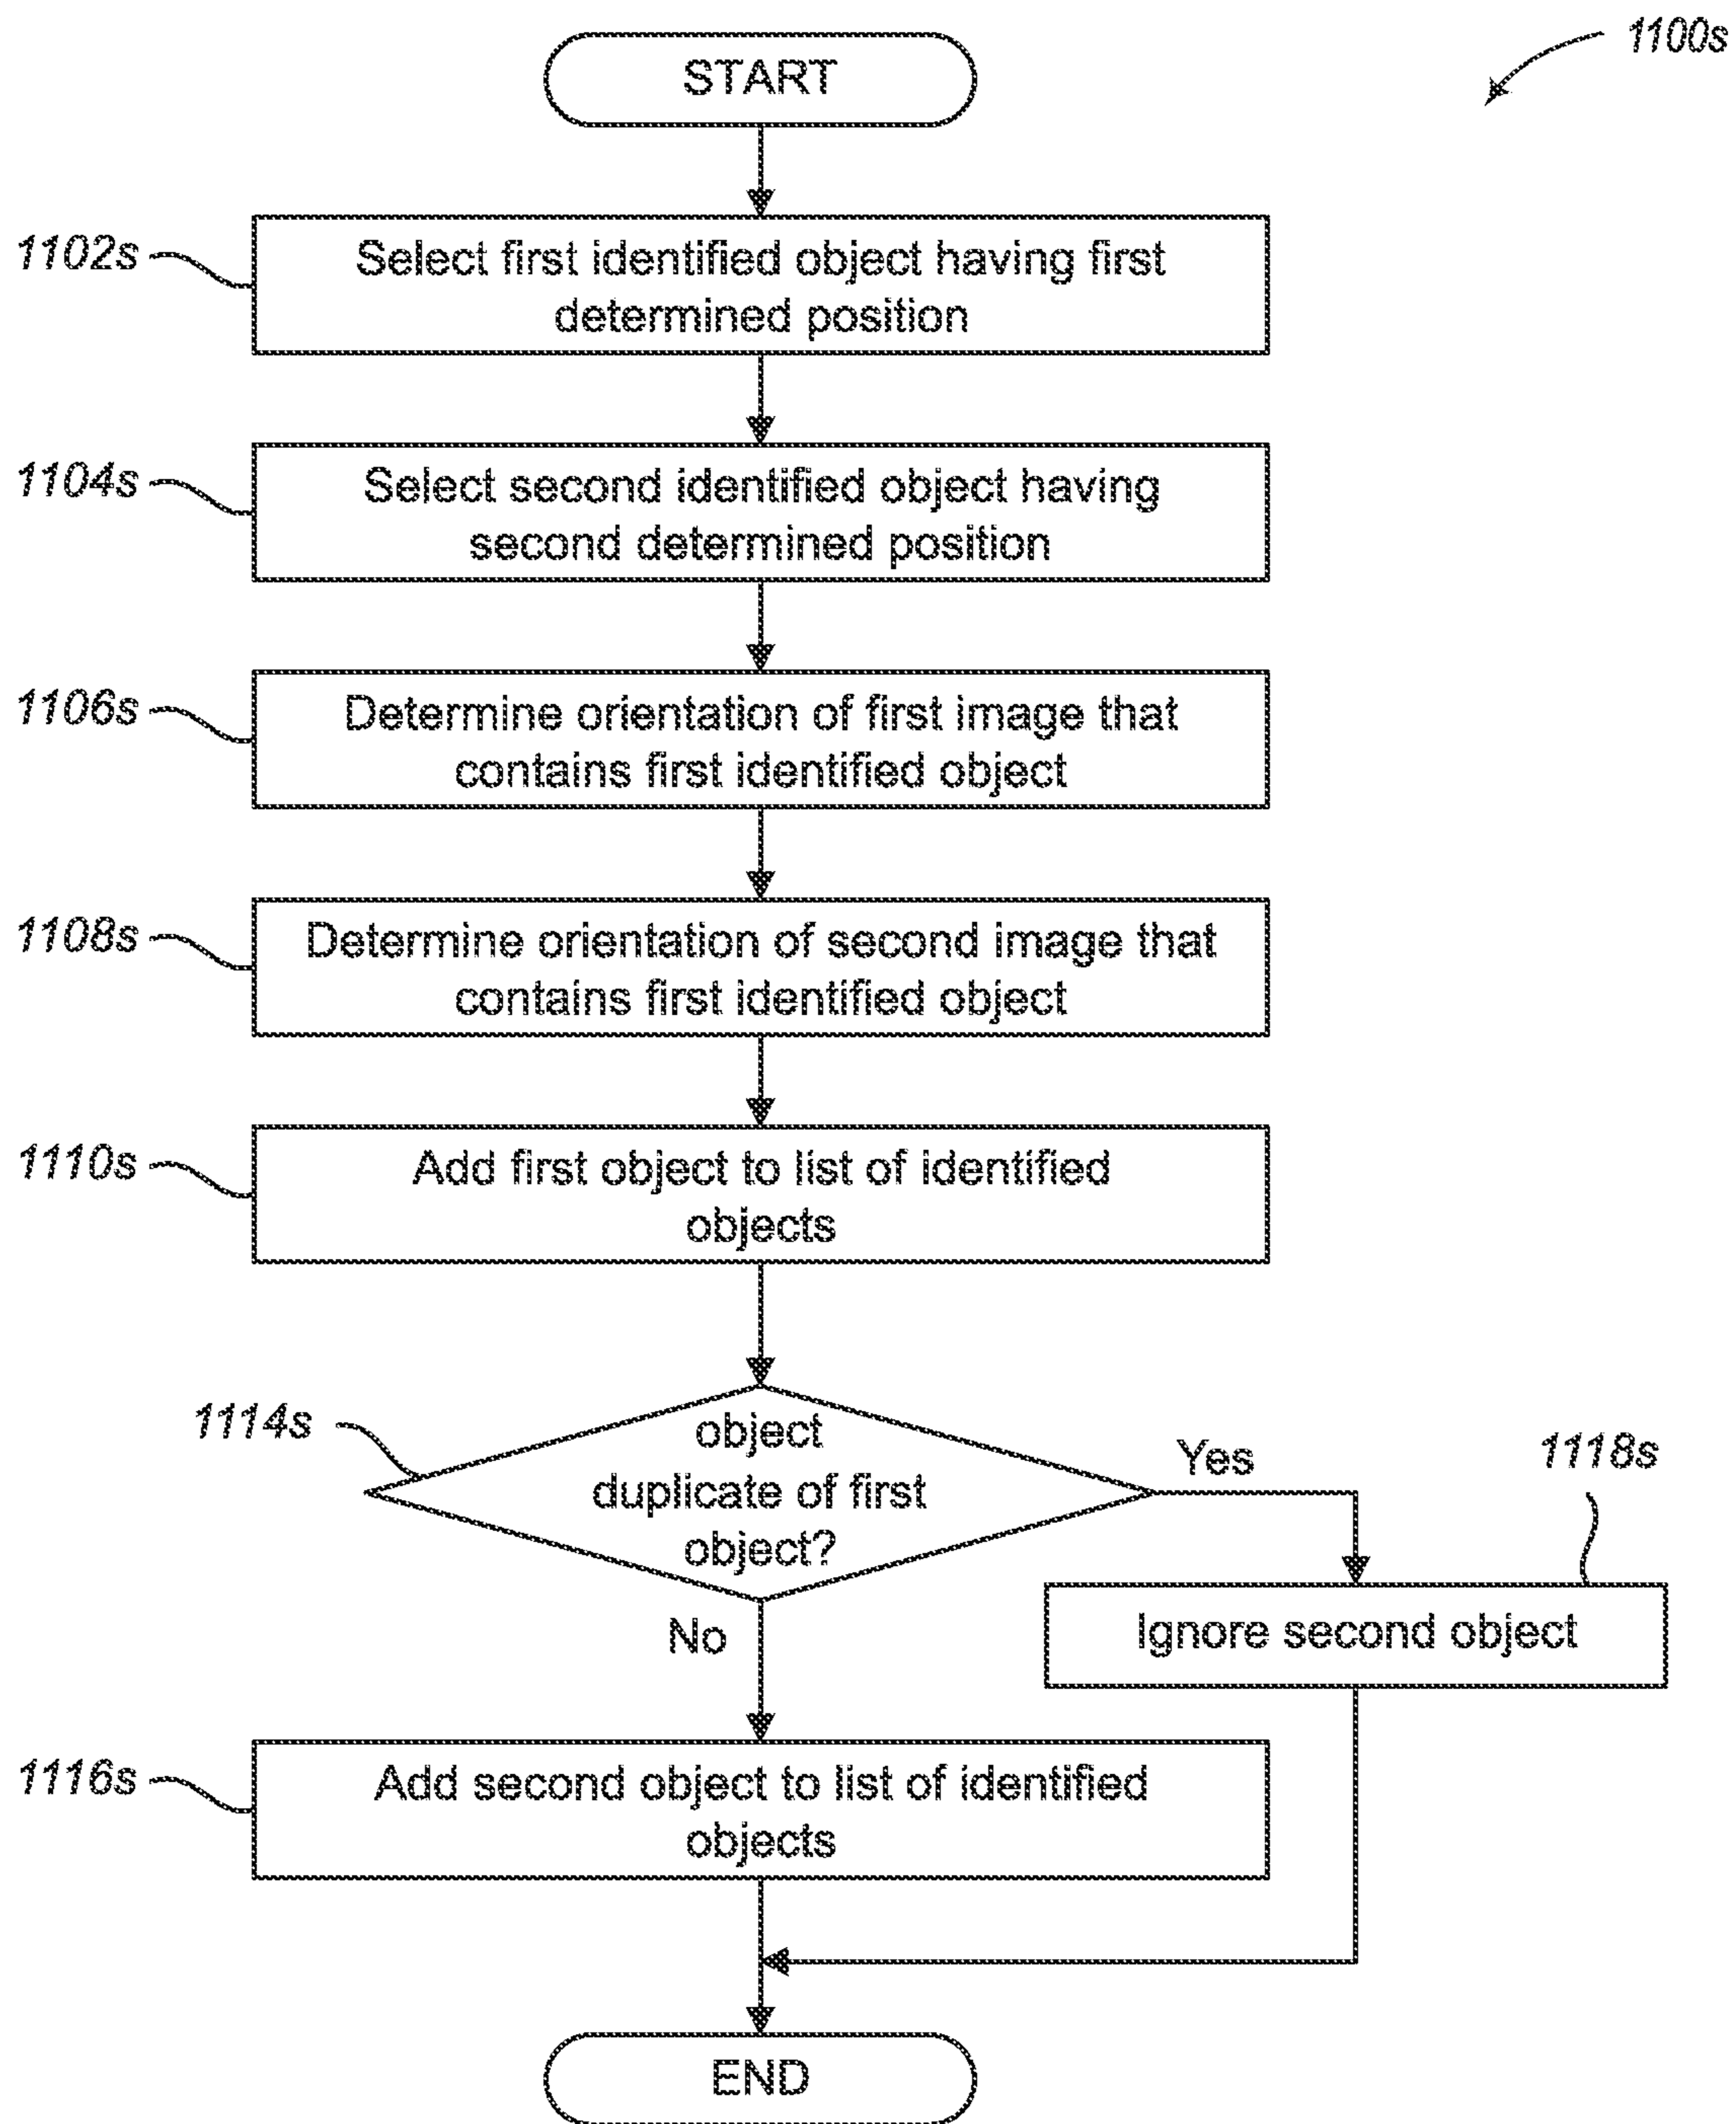 1100s
START
1102s
Select first identified object having first
determined position
1104s
Select second identified object having
second determined position
1106s
Determine orientation of first image that
contains first identified object
1108s
Determine orientation of second image that
contains first identified object
1110s
Add first object to list of identified
objects
1114s
object
duplicate of first
object?
Yes
1118s
Ignore second object
No
1116s
Add second object to list of identified
objects
END